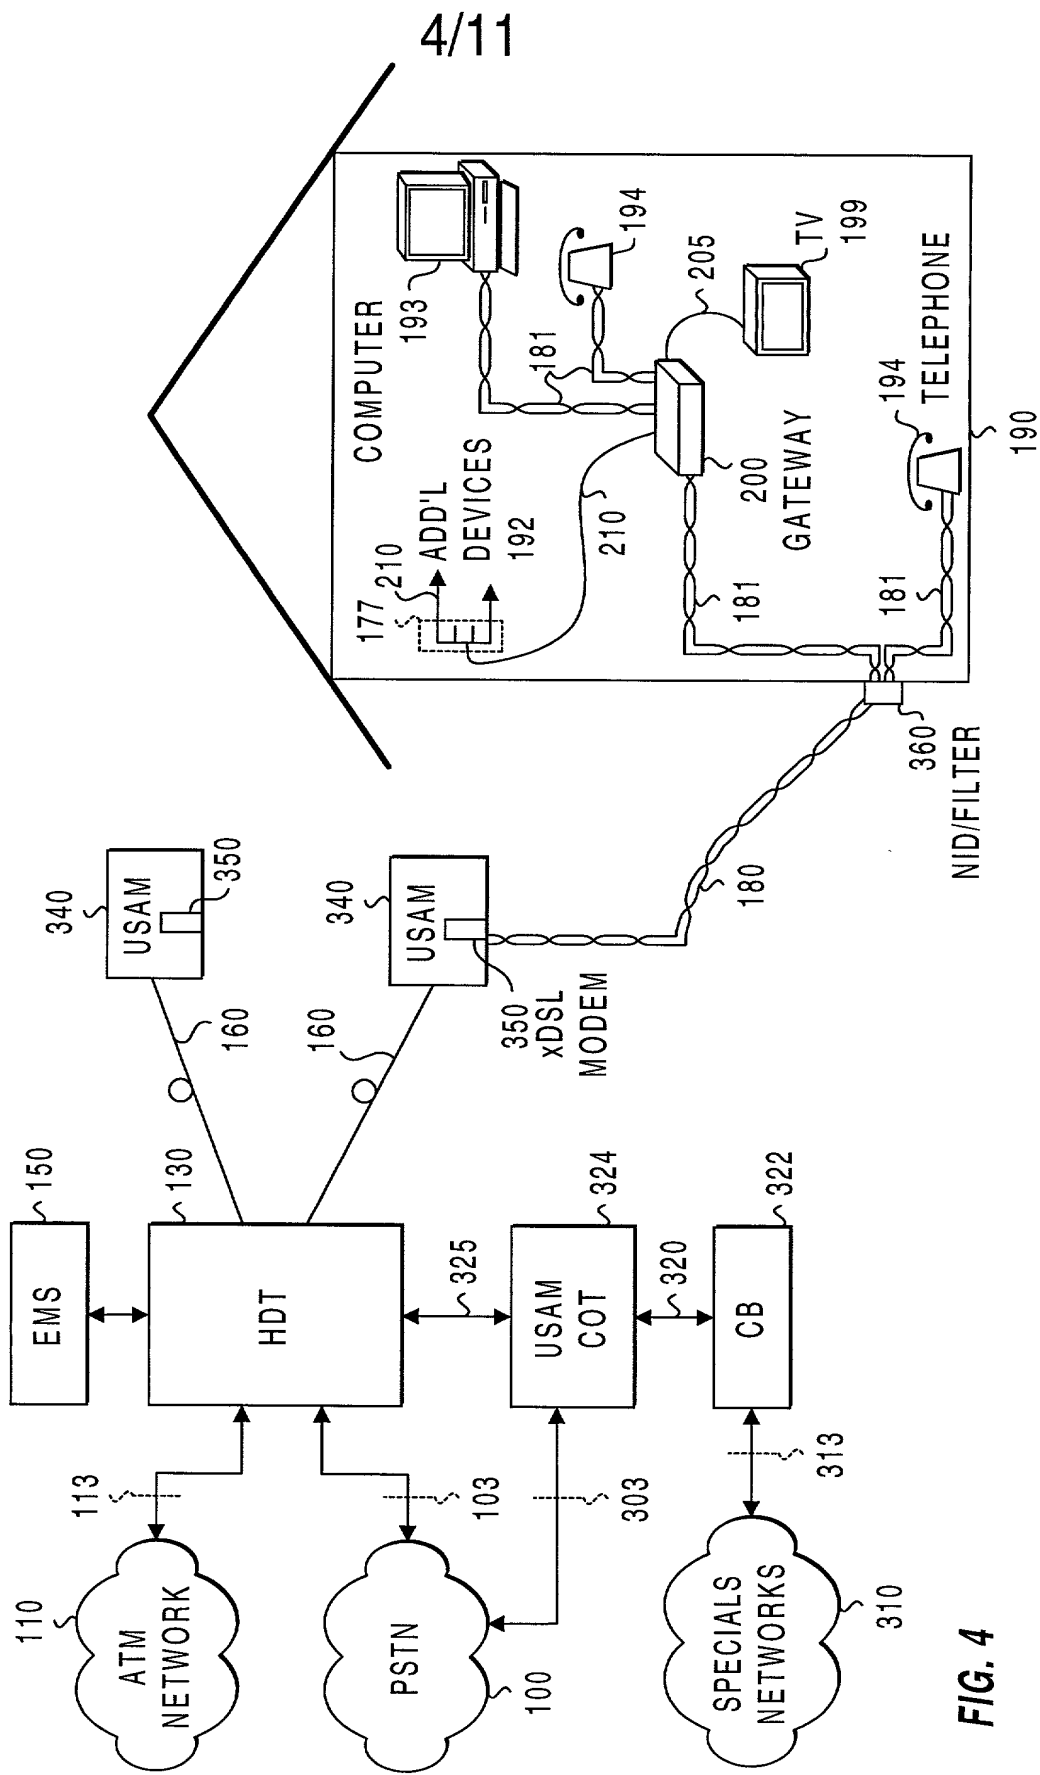 4/11
110
ATM
NETWORK
113
EMS
150
HDT
130
160
340
USAM
350
PSTN
100
103
303
325
USAM
COT
324
320
CB
322
313
SPECIALS
NETWORKS
310
160
340
USAM
350
xDSL
MODEM
180
360
NID/FILTER
177
210
ADD'L
DEVICES
192
COMPUTER
193
194
181
210
200
GATEWAY
205
TV
199
181
181
194
TELEPHONE
190
FIG. 4